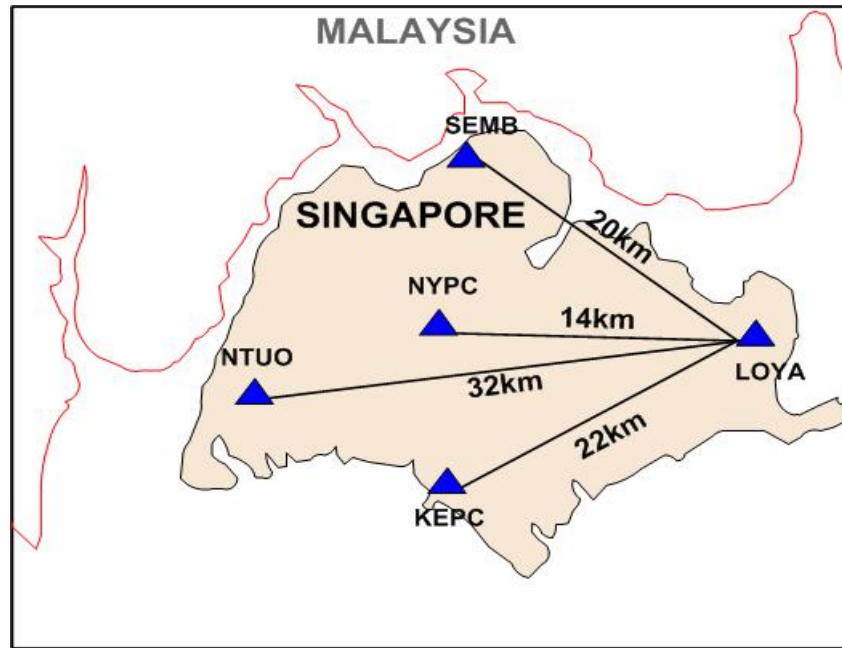 MALAYSIA
SEMB
SINGAPORE
20km
NYPC
14km
NTUO
LOYA
32km
22km
KEPC